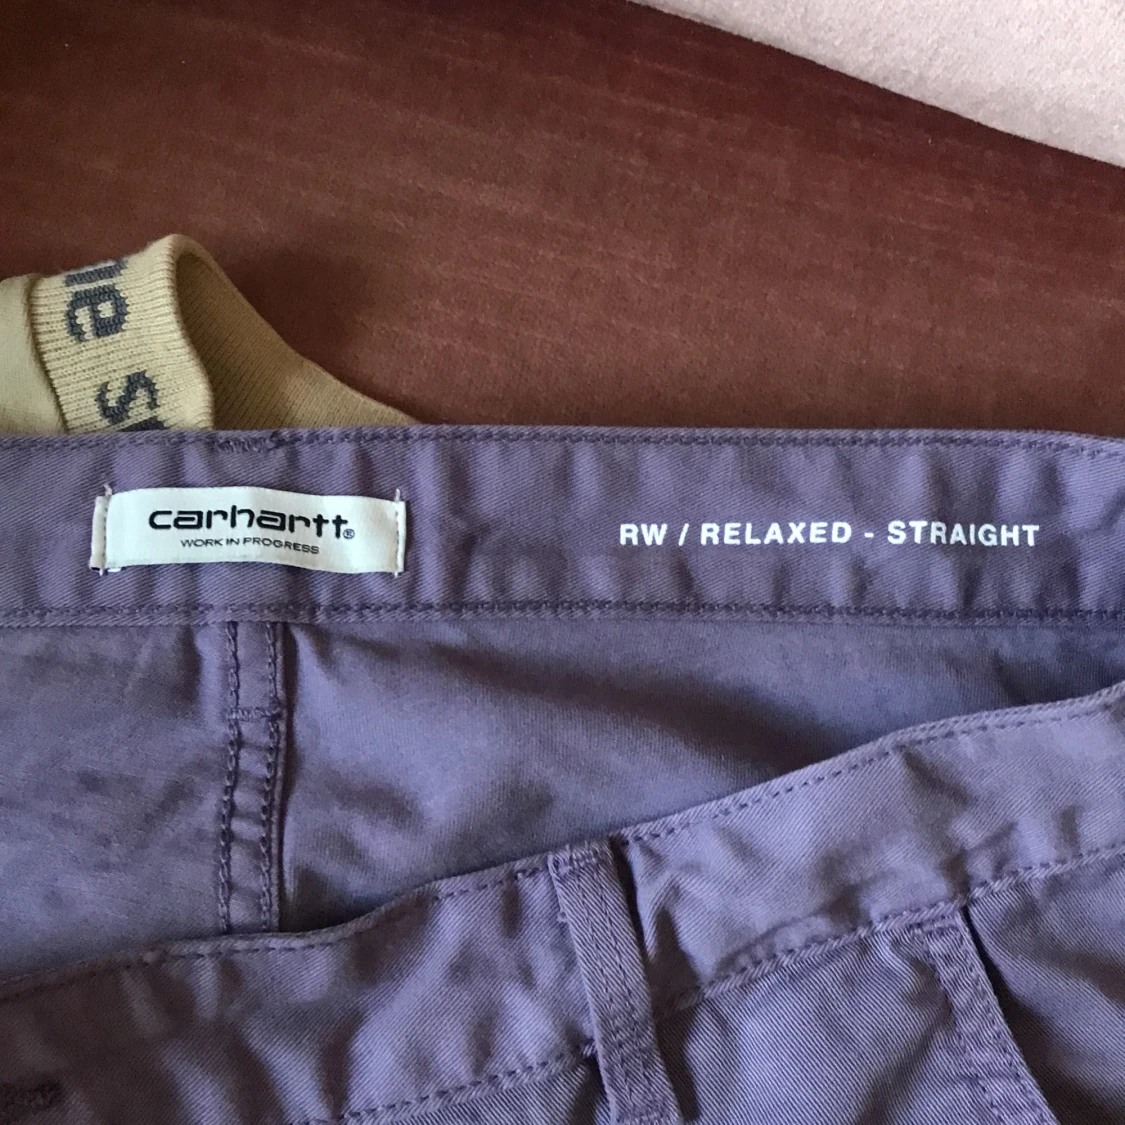 carhartt®
WORK IN PROGRESS
RW / RELAXED - STRAIGHT